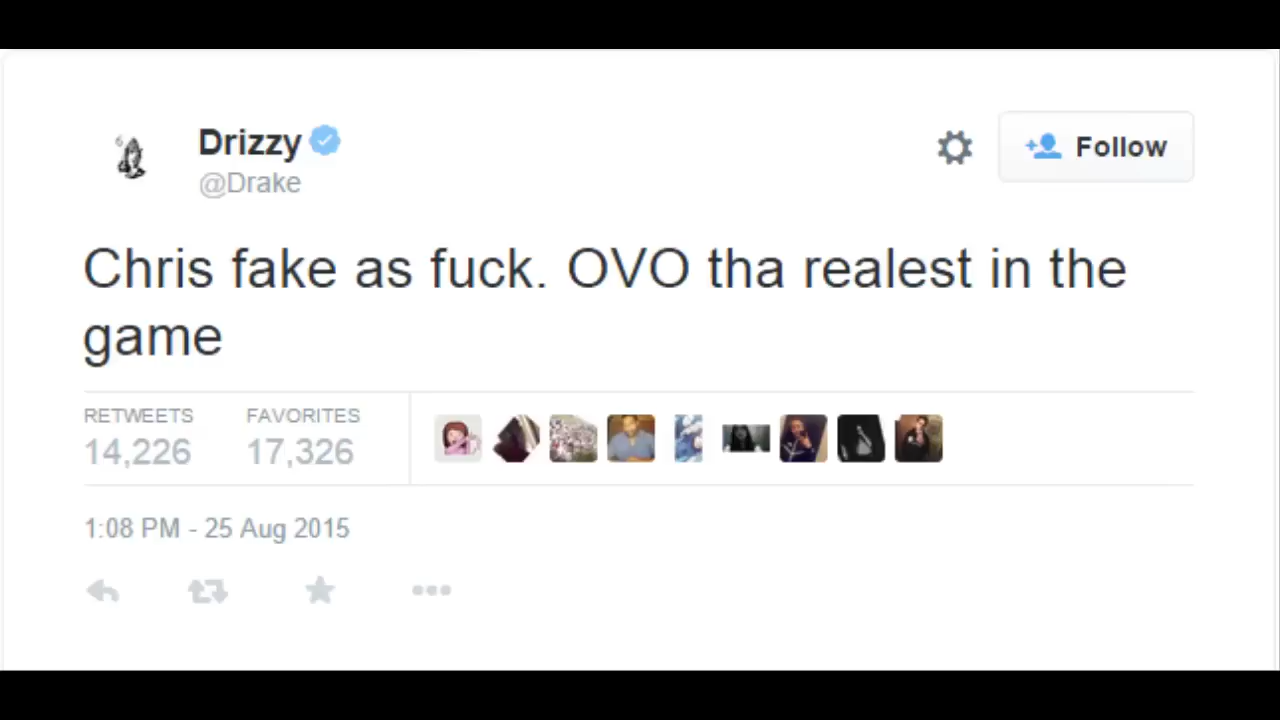 Drizzy
@Drake
Follow
Chris fake as fuck. OVO tha realest in the
game
RETWEETS FAVORITES
14,226 17,326
1:08 PM - 25 Aug 2015